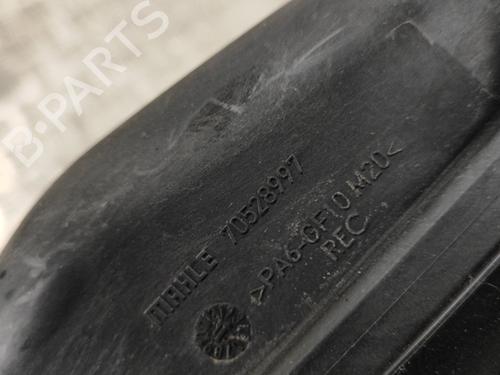 B-PARTS
MAHLE 70528997
>PA6-GF10 M20<
REC